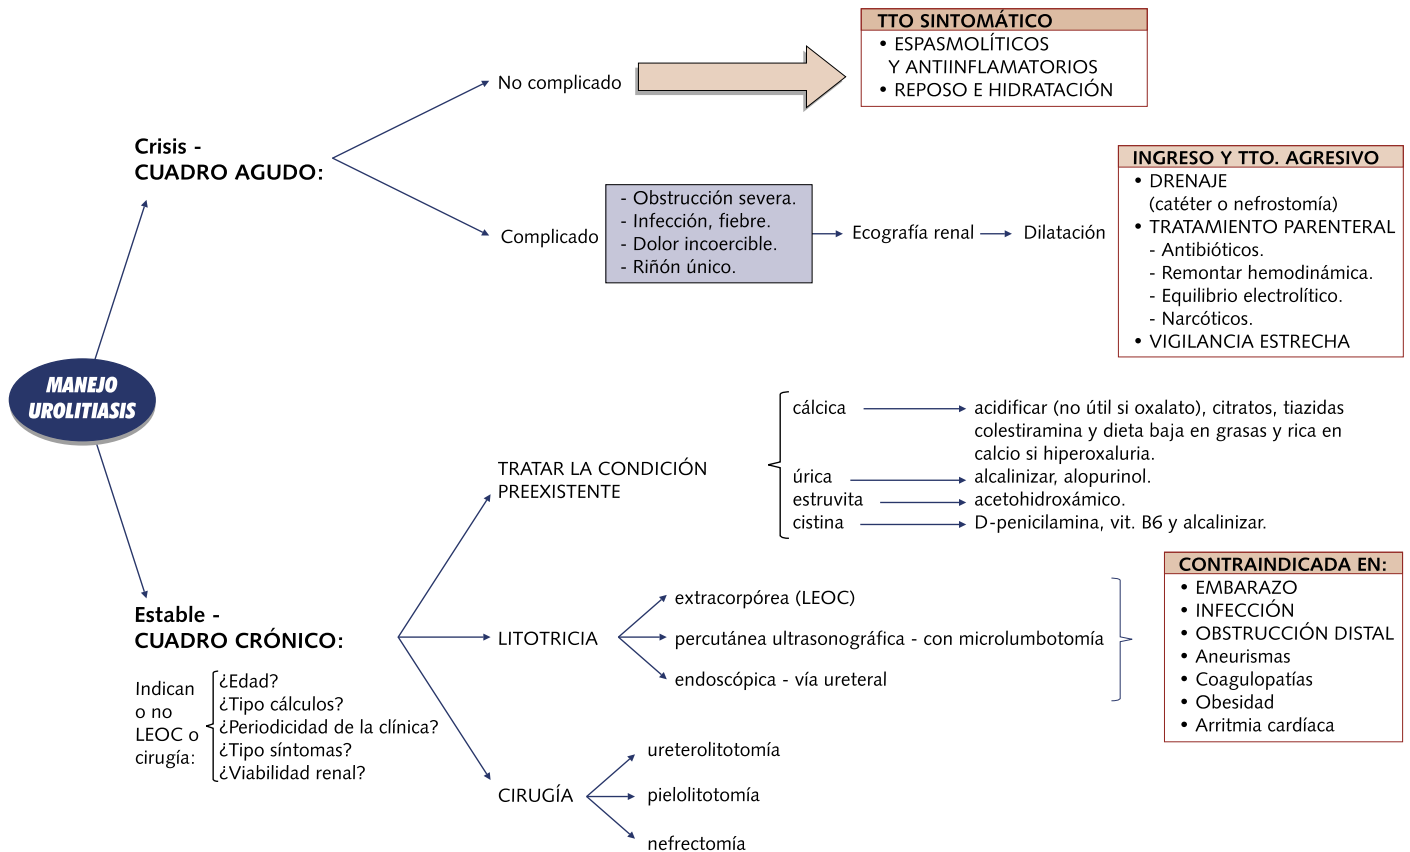 MANEJO
UROLITIASIS
Crisis -
CUADRO AGUDO:
No complicado
TTO SINTOMÁTICO
• ESPASMOLÍTICOS
Y ANTIINFLAMATORIOS
• REPOSO E HIDRATACIÓN
Complicado
- Obstrucción severa.
- Infección, fiebre.
- Dolor incoercible.
- Riñón único.
Ecografía renal
Dilatación
INGRESO Y TTO. AGRESIVO
• DRENAJE
(catéter o nefrostomía)
• TRATAMIENTO PARENTERAL
- Antibióticos.
- Remontar hemodinámica.
- Equilibrio electrolítico.
- Narcóticos.
• VIGILANCIA ESTRECHA
Estable -
CUADRO CRÓNICO:
Indican
o no
LEOC o
cirugía:
¿Edad?
¿Tipo cálculos?
¿Periodicidad de la clínica?
¿Tipo síntomas?
¿Viabilidad renal?
TRATAR LA CONDICIÓN
PREEXISTENTE
cálcica
acidificar (no útil si oxalato), citratos, tiazidas
colestiramina y dieta baja en grasas y rica en
calcio si hiperoxaluria.
úrica
alcalinizar, alopurinol.
estruvita
acetohidroxámico.
cistina
D-penicilamina, vit. B6 y alcalinizar.
LITOTRICIA
extracorpórea (LEOC)
percutánea ultrasonográfica - con microlumbotomía
endoscópica - vía ureteral
CONTRAINDICADA EN:
• EMBARAZO
• INFECCIÓN
• OBSTRUCCIÓN DISTAL
• Aneurismas
• Coagulopatías
• Obesidad
• Arritmia cardíaca
CIRUGÍA
ureterolitotomía
pielolitotomía
nefrectomía